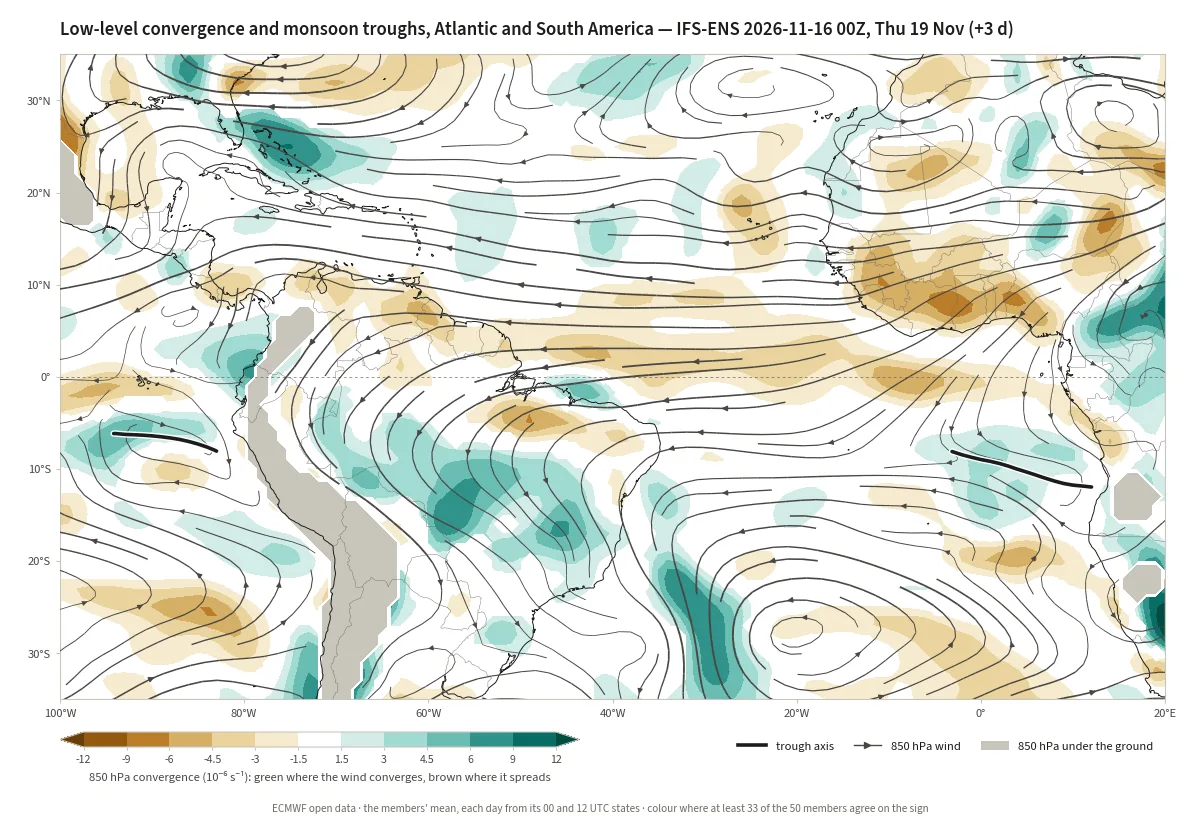 Low-level convergence and monsoon troughs, Atlantic and South America — IFS-ENS 2026-11-16 00Z, Thu 19 Nov (+3 d)
30°N
20°N
10°N
0°
10°S
20°S
30°S
100°W 80°W 60°W 40°W 20°W 0° 20°E
-12 -9 -6 -4.5 -3 -1.5 1.5 3 4.5 6 9 12
850 hPa convergence (10⁻⁶ s⁻¹): green where the wind converges, brown where it spreads
trough axis 850 hPa wind 850 hPa under the ground
ECMWF open data · the members' mean, each day from its 00 and 12 UTC states · colour where at least 33 of the 50 members agree on the sign